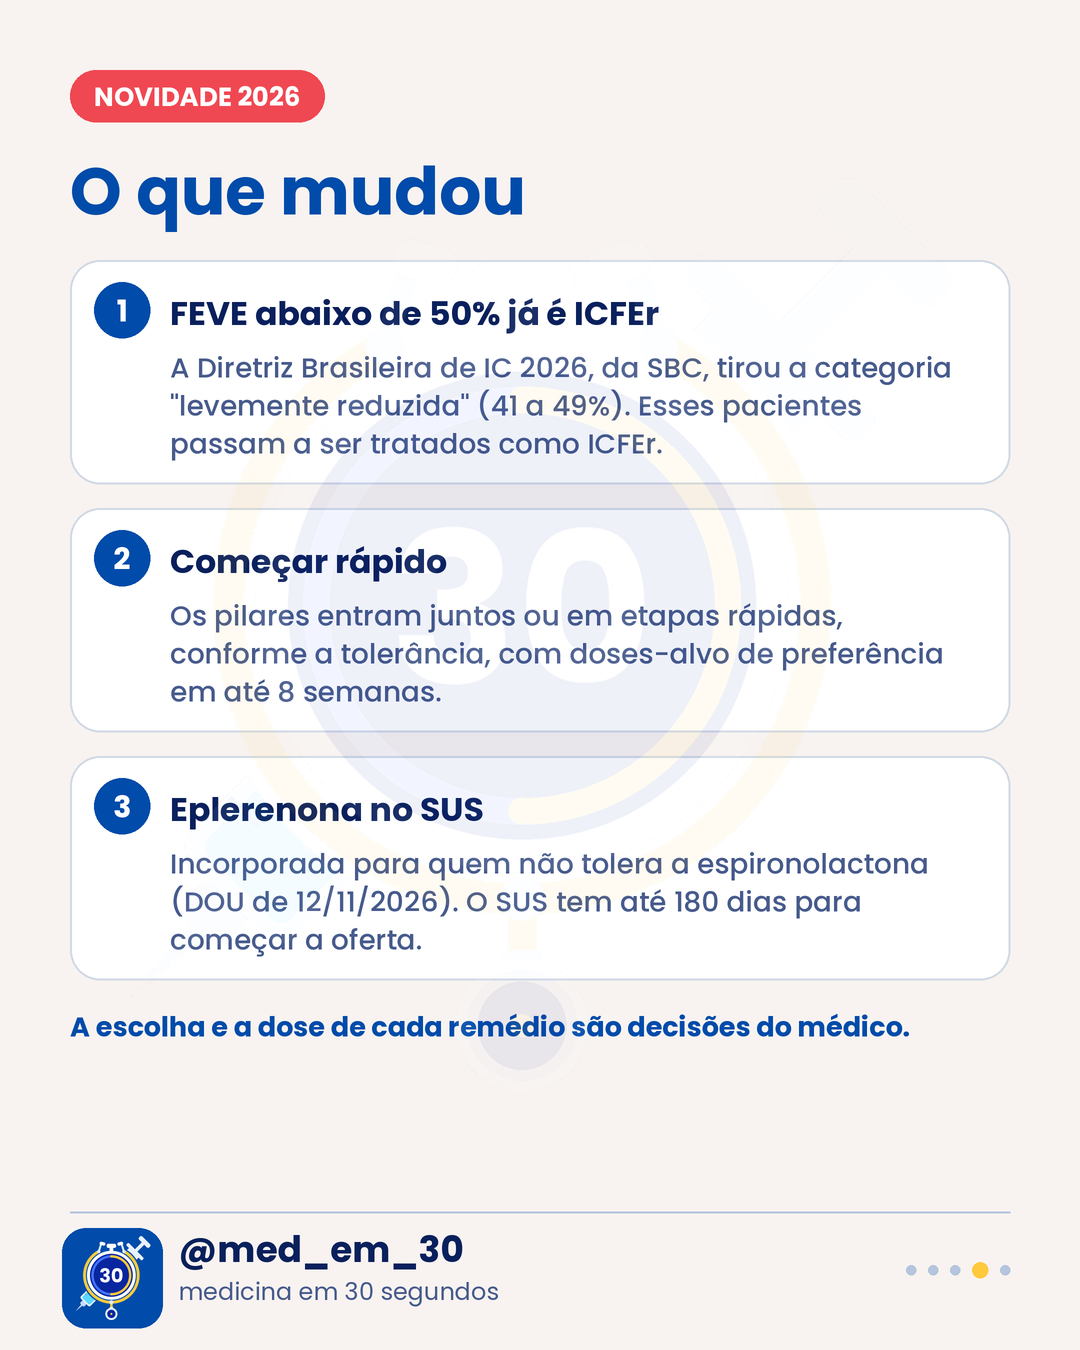 NOVIDADE 2026
O que mudou
1
FEVE abaixo de 50% já é ICFEr
A Diretriz Brasileira de IC 2026, da SBC, tirou a categoria
"levemente reduzida" (41 a 49%). Esses pacientes
passam a ser tratados como ICFEr.
30
2
Começar rápido
Os pilares entram juntos ou em etapas rápidas,
conforme a tolerância, com doses-alvo de preferência
em até 8 semanas.
3
Eplerenona no SUS
Incorporada para quem não tolera a espironolactona
(DOU de 12/11/2026). O SUS tem até 180 dias para
começar a oferta.
A escolha e a dose de cada remédio são decisões do médico.
30
@med_em_30
medicina em 30 segundos